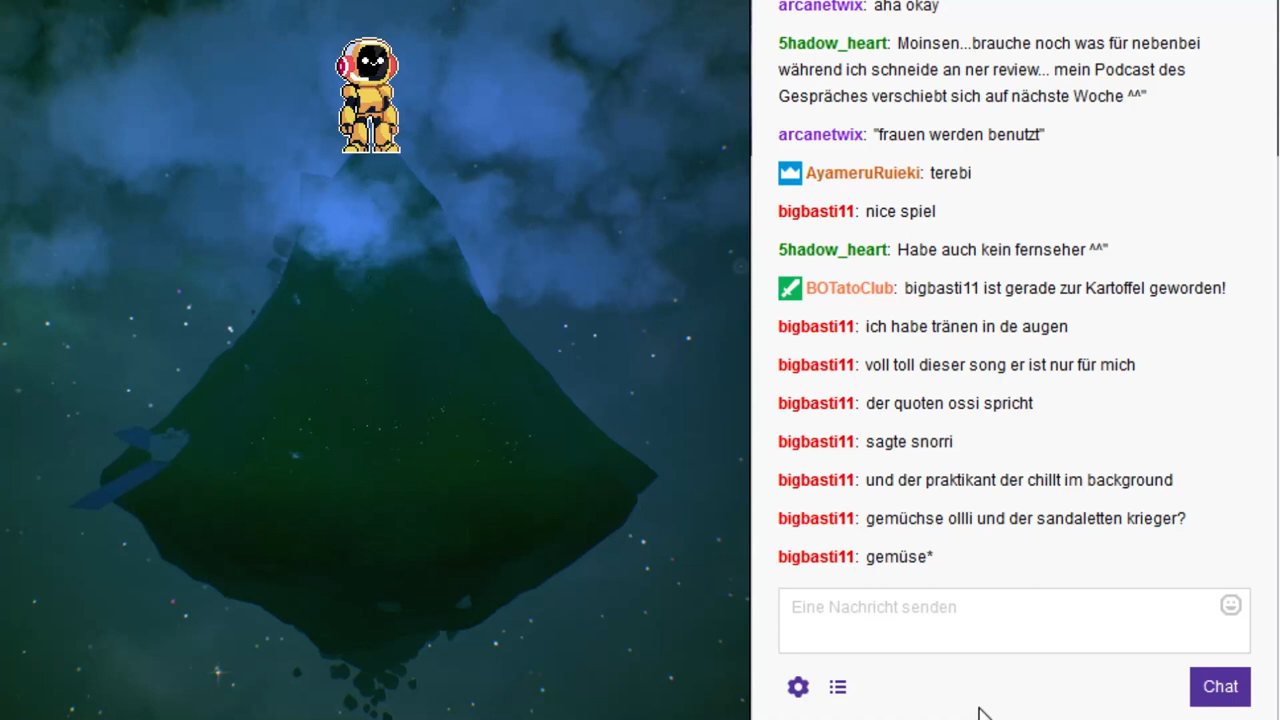 arcanetwix: aha okay
5hadow_heart: Moinsen...brauche noch was für nebenbei
während ich schneide an ner review... mein Podcast des
Gespräches verschiebt sich auf nächste Woche ^^"
arcanetwix: "frauen werden benutzt"
AyameruRuieki: terebi
bigbasti11: nice spiel
5hadow_heart: Habe auch kein fernseher ^^"
BOTatoClub: bigbasti11 ist gerade zur Kartoffel geworden!
bigbasti11: ich habe tränen in de augen
bigbasti11: voll toll dieser song er ist nur für mich
bigbasti11: der quoten ossi spricht
bigbasti11: sagte snorri
bigbasti11: und der praktikant der chillt im background
bigbasti11: gemüchse ollli und der sandaletten krieger?
bigbasti11: gemüse*
Eine Nachricht senden
Chat